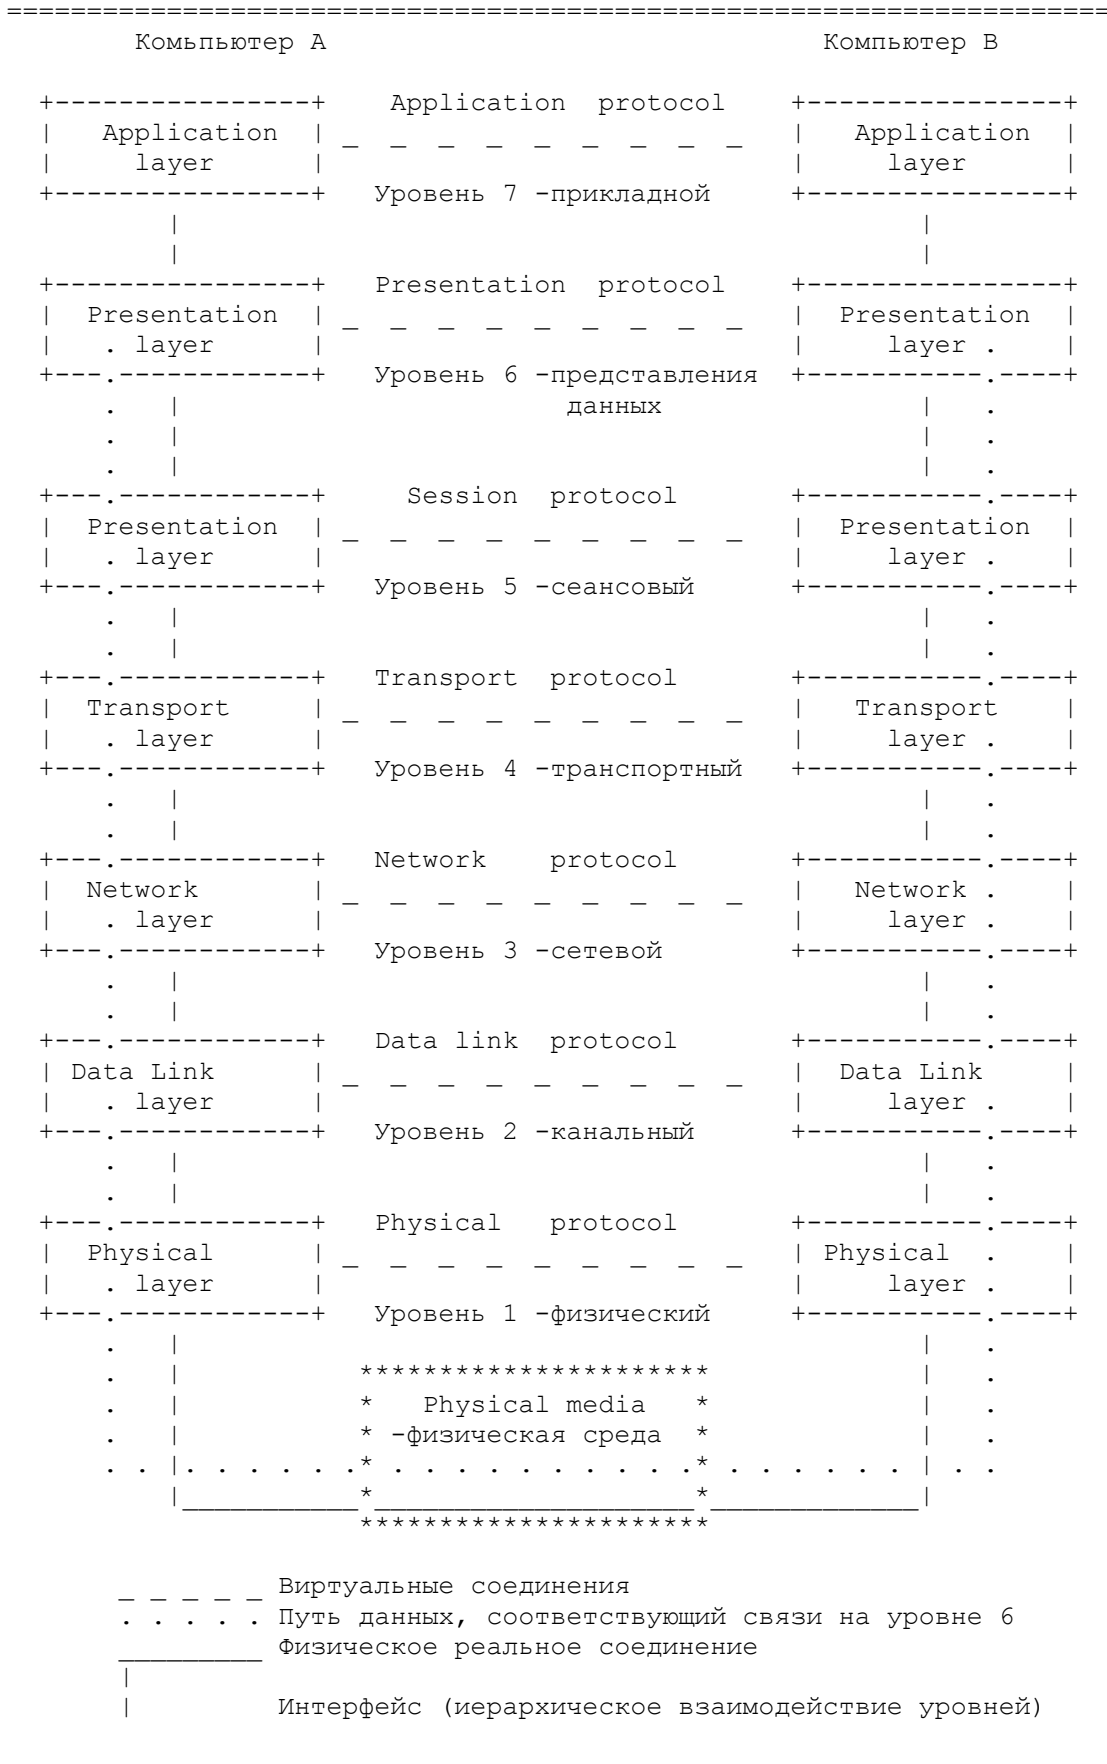 Комьпьютер A Компьютер B
Application protocol
Application Application
layer layer
Уровень 7 -прикладной
Presentation protocol
Presentation Presentation
layer layer
Уровень 6 -представления
данных
Session protocol
Presentation Presentation
layer layer
Уровень 5 -сеансовый
Transport protocol
Transport Transport
layer layer
Уровень 4 -транспортный
Network protocol
Network Network
layer layer
Уровень 3 -сетевой
Data link protocol
Data Link Data Link
layer layer
Уровень 2 -канальный
Physical protocol
Physical Physical
layer layer
Уровень 1 -физический
Physical media
-физическая среда
Виртуальные соединения
Путь данных, соответствующий связи на уровне 6
Физическое реальное соединение
Интерфейс (иерархическое взаимодействие уровней)